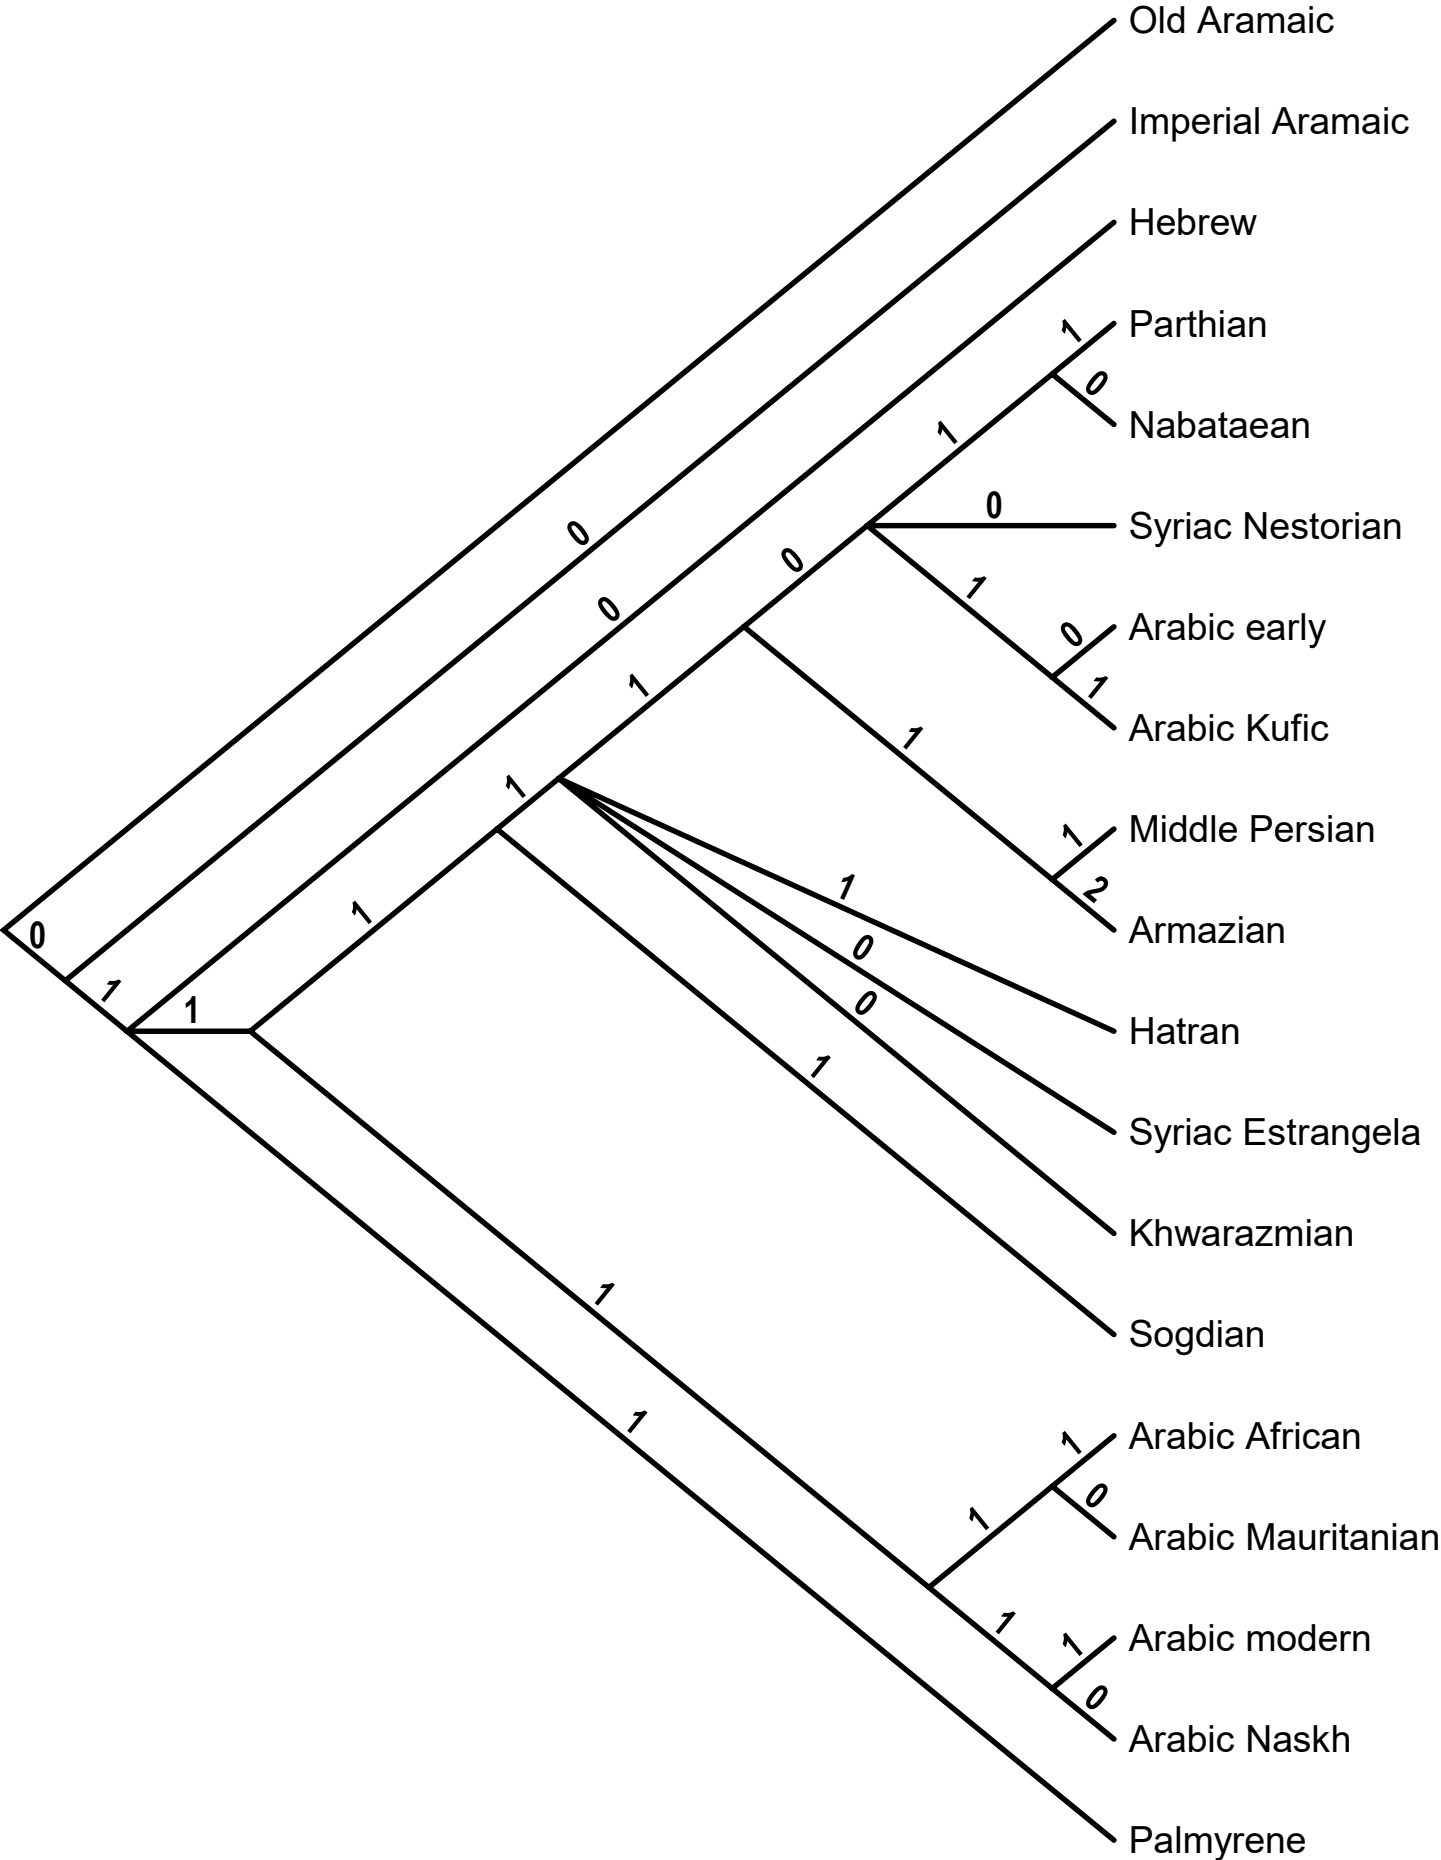 Old Aramaic
Imperial Aramaic
Hebrew
1 Parthian
0
1 Nabataean
0 Syriac Nestorian
0
0
1
0
0 Arabic early
1
1 Arabic Kufic
1
1
1 Middle Persian
1
2
1 Armazian
0
0
1
1 Hatran
0
1 Syriac Estrangela
Khwarazmian
1 Sogdian
1
1 Arabic African
0
1 Arabic Mauritanian
1
1 Arabic modern
0
Arabic Naskh
Palmyrene